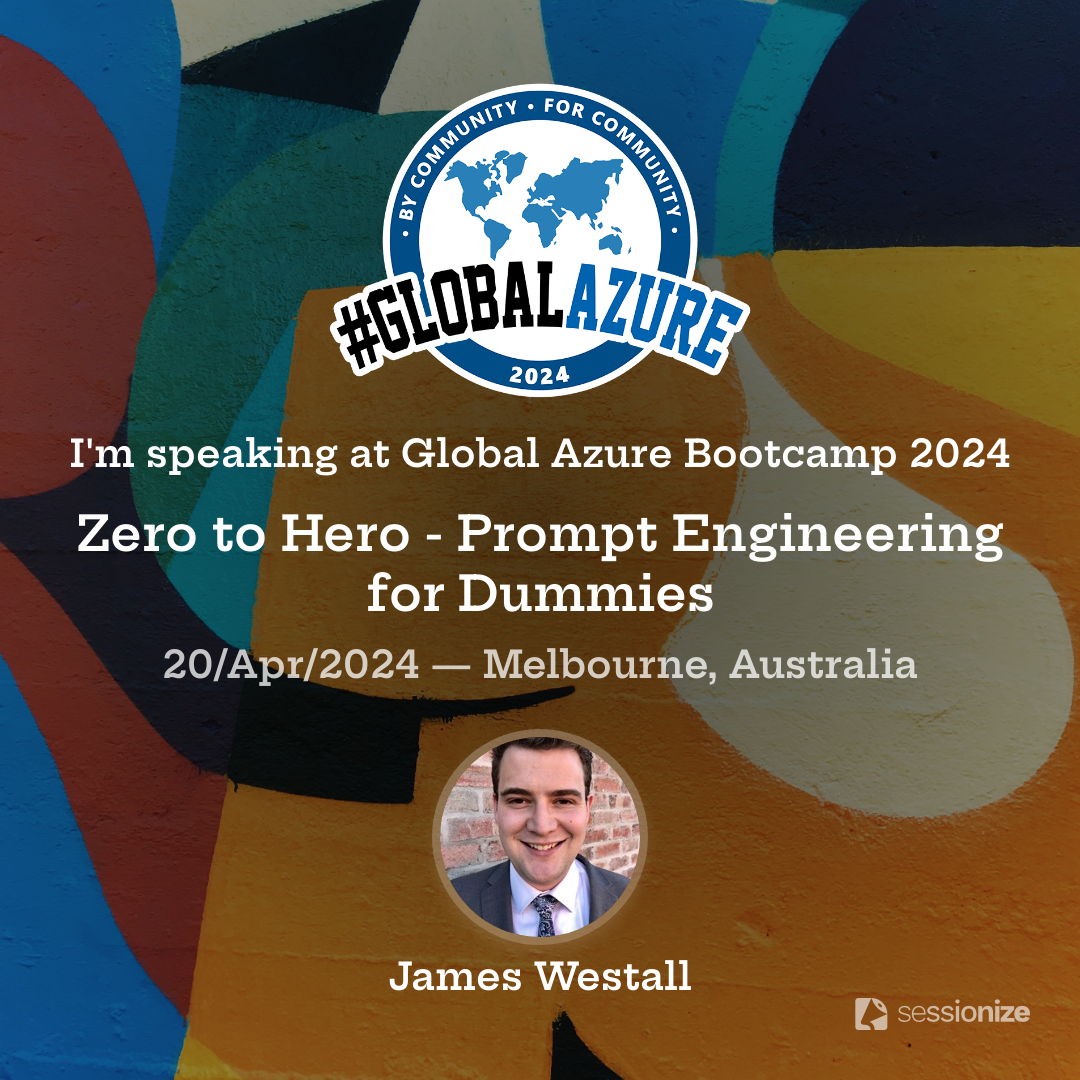 • BY COMMUNITY • FOR COMMUNITY •
#GLOBALAZURE
2024
I'm speaking at Global Azure Bootcamp 2024
Zero to Hero - Prompt Engineering
for Dummies
20/Apr/2024 — Melbourne, Australia
James Westall
sessionize